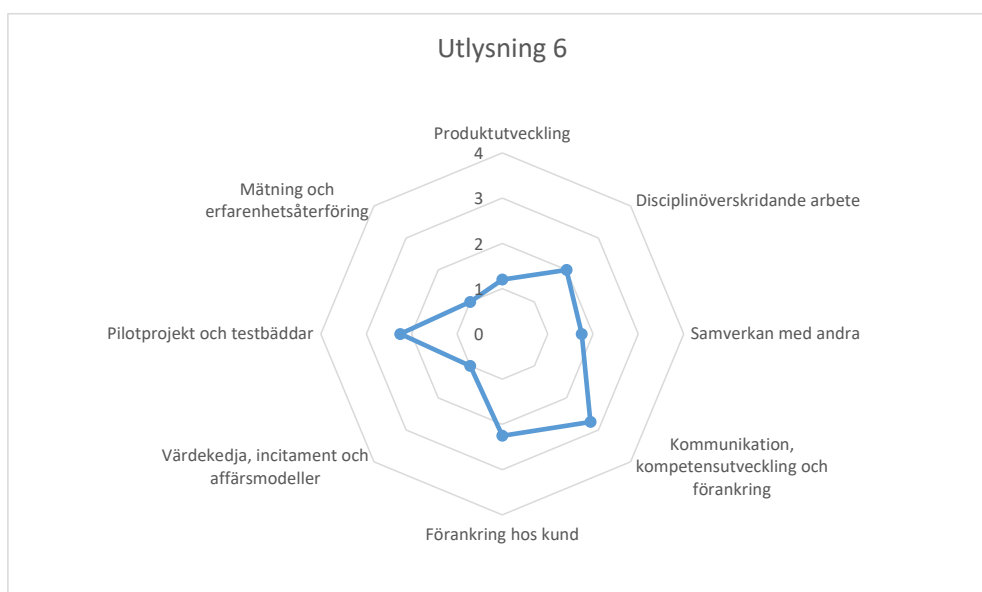 Utlysning 6
Produktutveckling
Disciplinöverskridande arbete
Samverkan med andra
Kommunikation,
kompetensutveckling och
förankring
Förankring hos kund
Värdekedja, incitament och
affärsmodeller
Pilotprojekt och testbäddar
Mätning och
erfarenhetsåterföring
4
3
2
1
0